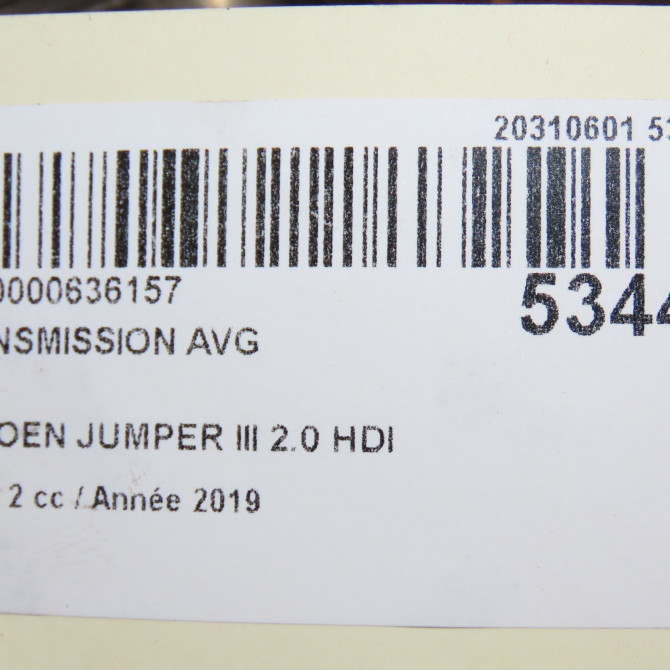 20310601 53
0000636157
5344
NSMISSION AVG
OEN JUMPER III 2.0 HDI
2 cc / Année 2019